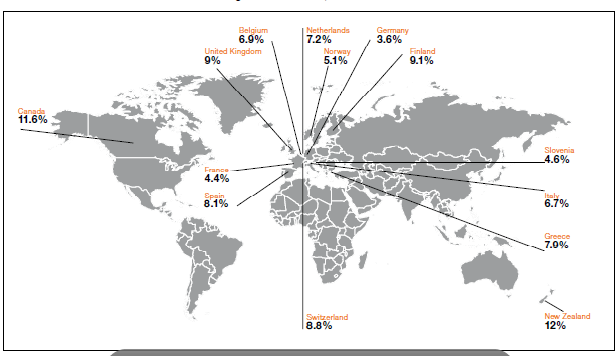 Belgium
6.9%
Netherlands
7.2%
Germany
3.6%
United Kingdom
9%
Norway
5.1%
Finland
9.1%
Canada
11.6%
Slovenia
4.6%
France
4.4%
Spain
8.1%
Italy
6.7%
Greece
7.9%
Switzerland
8.8%
New Zealand
12%